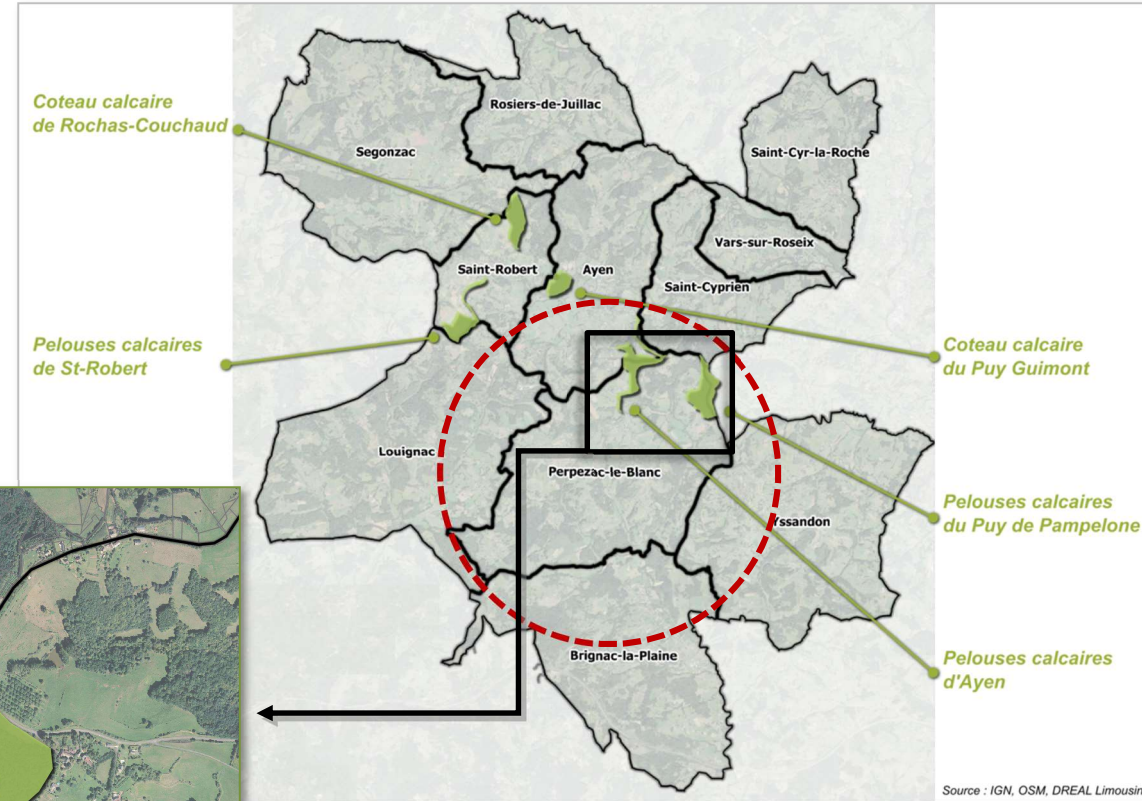 Coteau calcaire
de Rochas-Couchaud
Rosiers-de-Juillac
Segonzac
Saint-Cyr-la-Roche
Vars-sur-Roseix
Saint-Robert
Ayen
Saint-Cyprien
Pelouses calcaires
de St-Robert
Coteau calcaire
du Puy Guimont
Louignac
Perpezac-le-Blanc
Pelouses calcaires
du Puy de Pampelone
Yssandon
Brignac-la-Plaine
Pelouses calcaires
d'Ayen
Source : IGN, OSM, DREAL Limousin